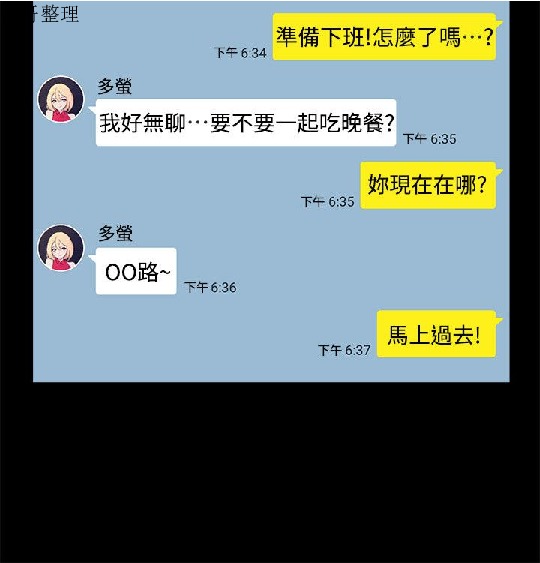 整理
準備下班!怎麼了嗎…?
下午 6:34
多螢
我好無聊…要不要一起吃晚餐?
下午 6:35
妳現在在哪?
下午 6:35
多螢
OO路~
下午 6:36
馬上過去!
下午 6:37